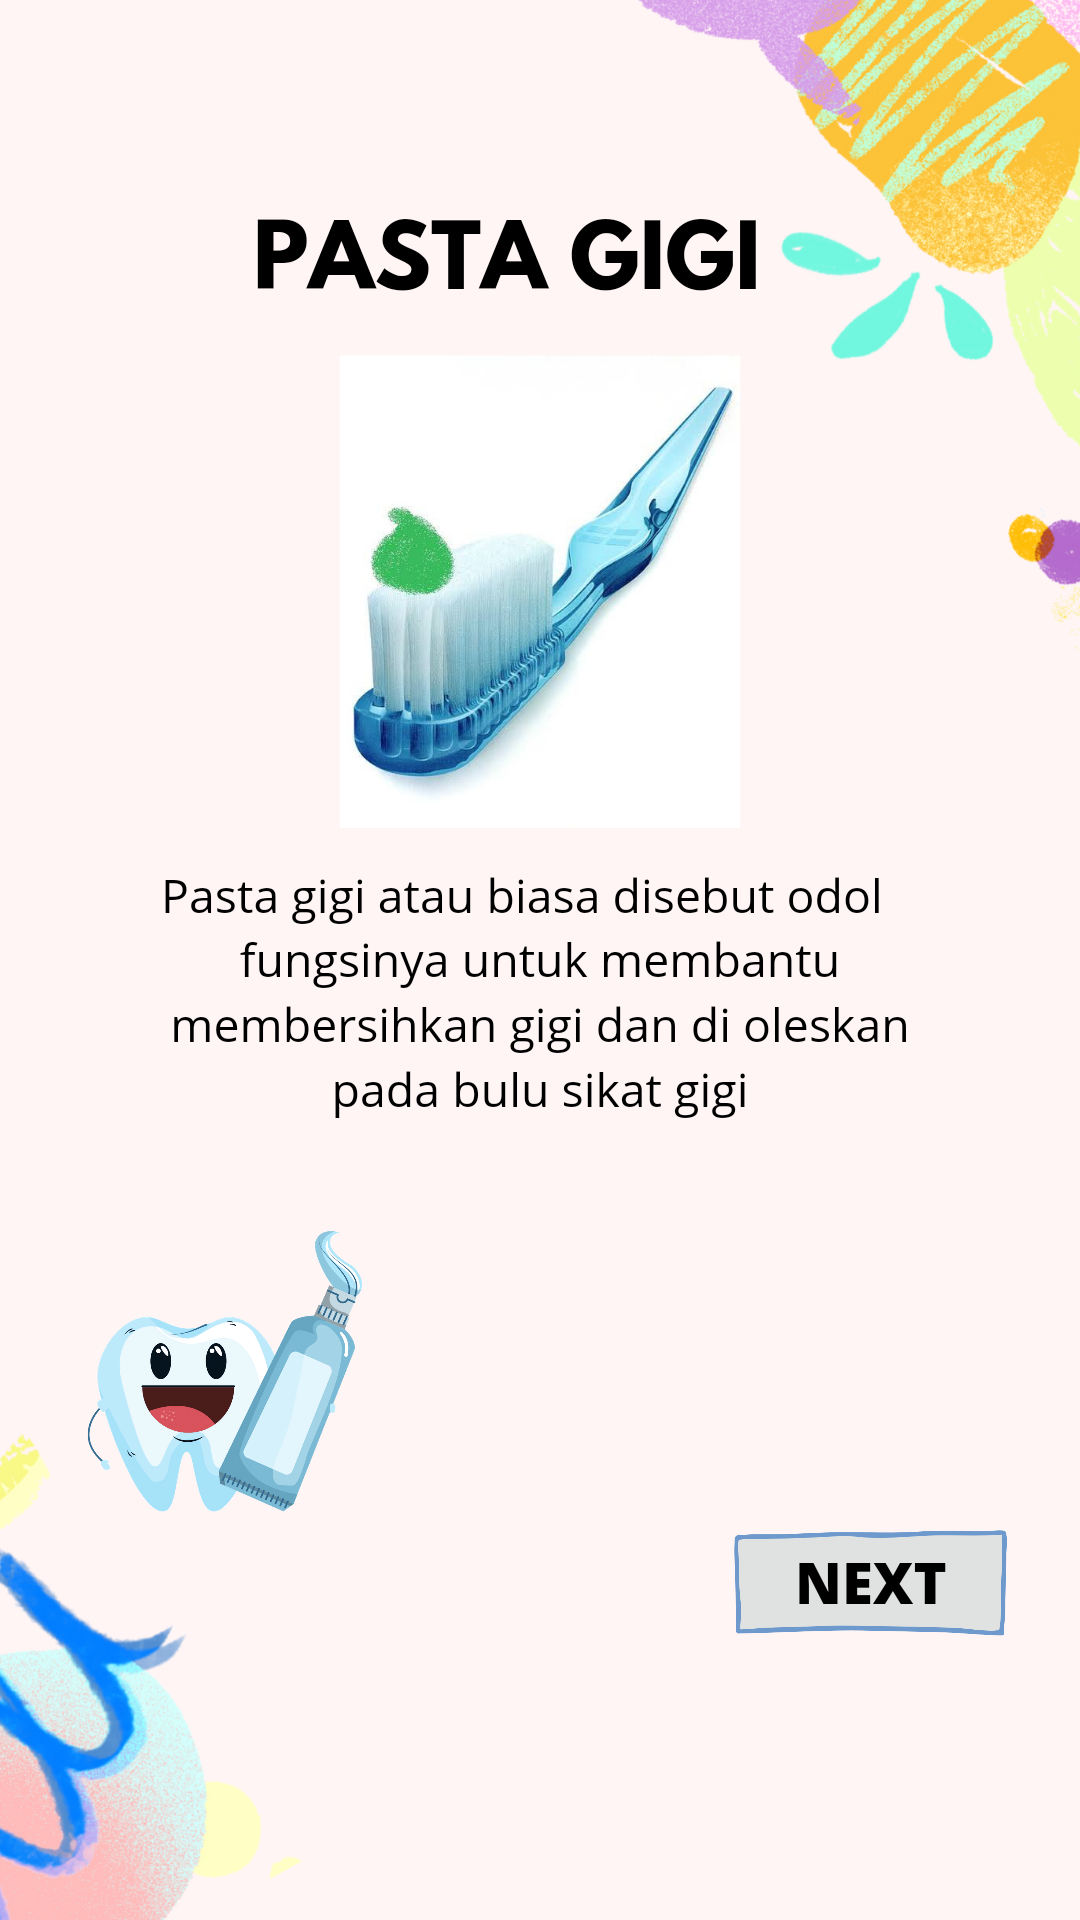 PASTA GIGI
Pasta gigi atau biasa disebut odol
fungsinya untuk membantu
membersihkan gigi dan di oleskan
pada bulu sikat gigi
NEXT